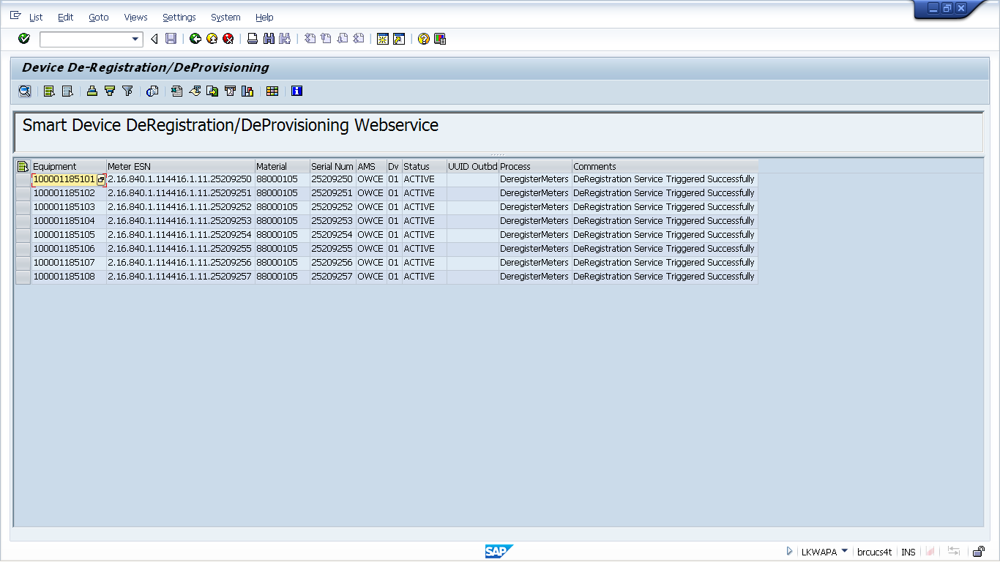 List Edit Goto Views Settings System Help
Device De-Registration/DeProvisioning
Smart Device DeRegistration/DeProvisioning Webservice
Equipment Meter ESN Material Serial Num AMS Dv Status UUID Outbd Process Comments
100001185101 2.16.840.1.114416.1.11.25209250 88000105 25209250 OWCE 01 ACTIVE DeregisterMeters DeRegistration Service Triggered Successfully
100001185102 2.16.840.1.114416.1.11.25209251 88000105 25209251 OWCE 01 ACTIVE DeregisterMeters DeRegistration Service Triggered Successfully
100001185103 2.16.840.1.114416.1.11.25209252 88000105 25209252 OWCE 01 ACTIVE DeregisterMeters DeRegistration Service Triggered Successfully
100001185104 2.16.840.1.114416.1.11.25209253 88000105 25209253 OWCE 01 ACTIVE DeregisterMeters DeRegistration Service Triggered Successfully
100001185105 2.16.840.1.114416.1.11.25209254 88000105 25209254 OWCE 01 ACTIVE DeregisterMeters DeRegistration Service Triggered Successfully
100001185106 2.16.840.1.114416.1.11.25209255 88000105 25209255 OWCE 01 ACTIVE DeregisterMeters DeRegistration Service Triggered Successfully
100001185107 2.16.840.1.114416.1.11.25209256 88000105 25209256 OWCE 01 ACTIVE DeregisterMeters DeRegistration Service Triggered Successfully
100001185108 2.16.840.1.114416.1.11.25209257 88000105 25209257 OWCE 01 ACTIVE DeregisterMeters DeRegistration Service Triggered Successfully
SAP LKWAPA brcucs4t INS